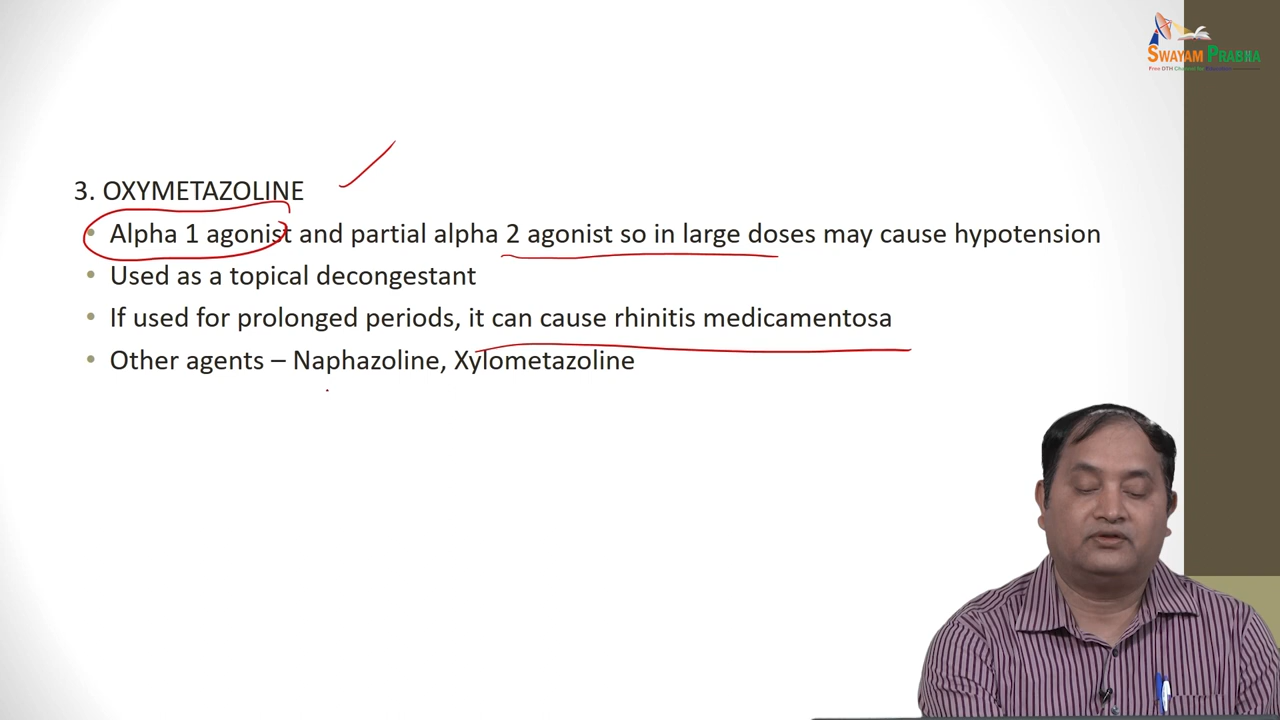 SWAYAM PRABHA
3. OXYMETAZOLINE
• Alpha 1 agonist and partial alpha 2 agonist so in large doses may cause hypotension
• Used as a topical decongestant
• If used for prolonged periods, it can cause rhinitis medicamentosa
• Other agents – Naphazoline, Xylometazoline